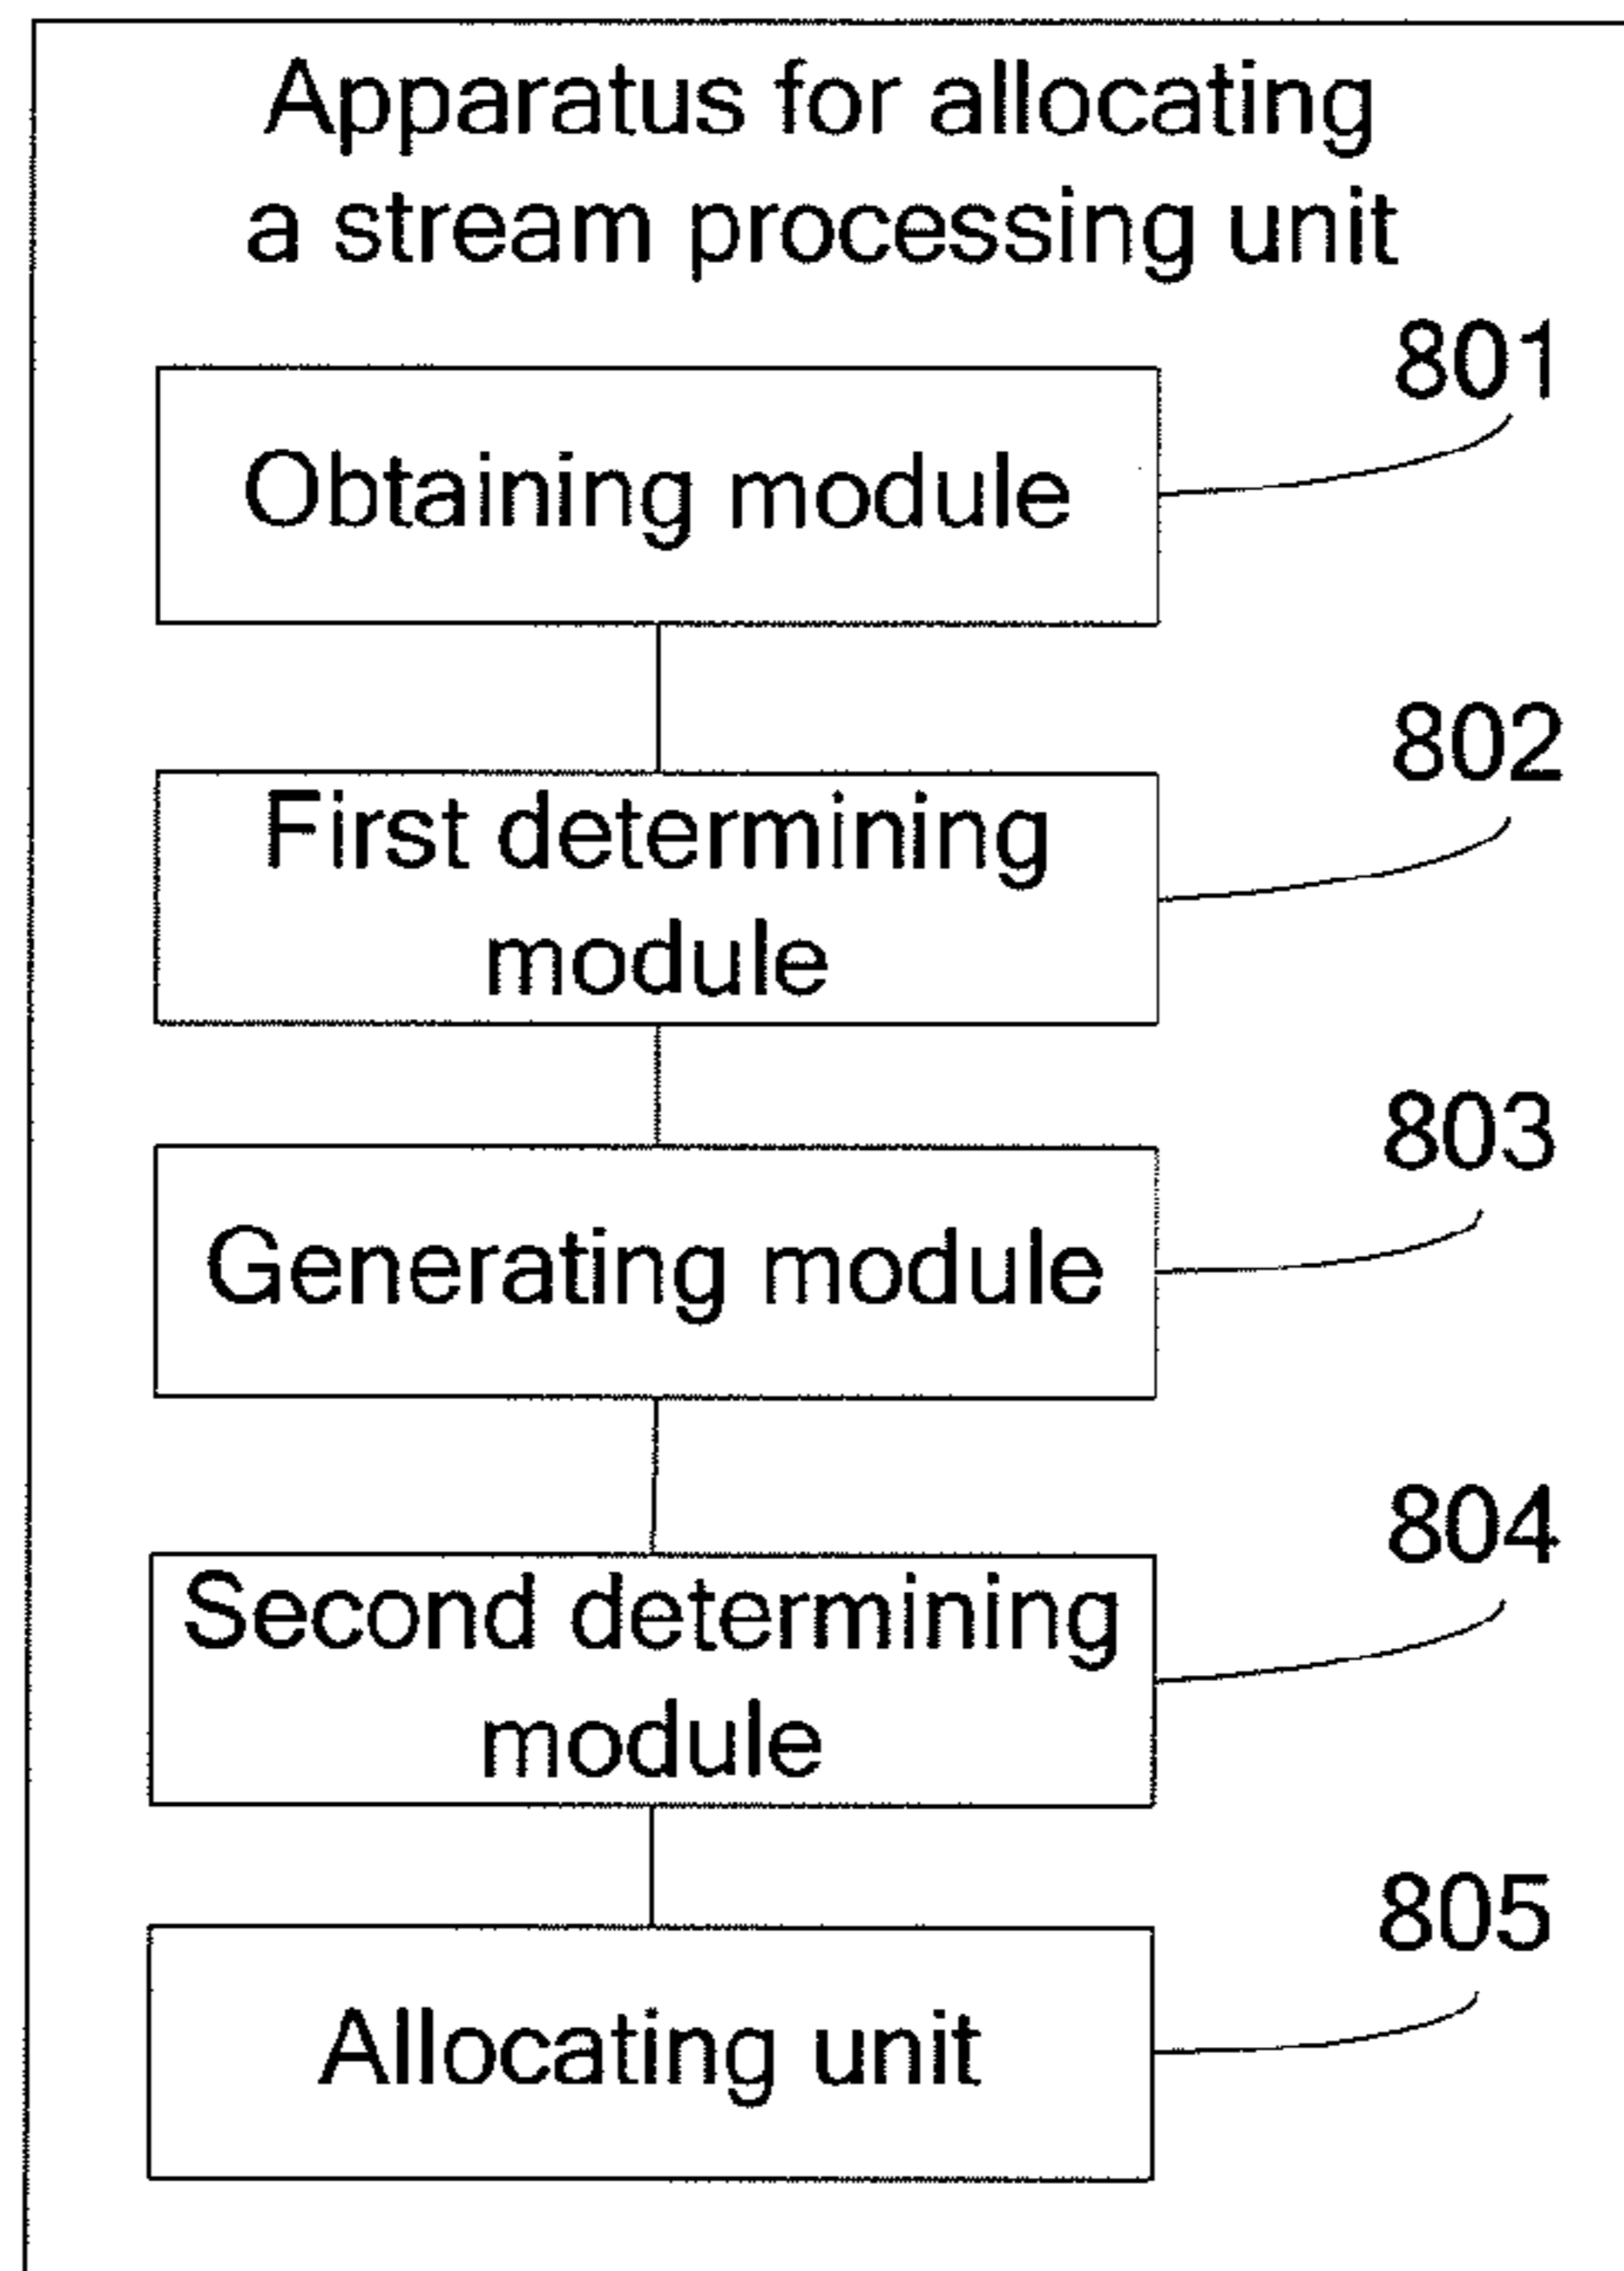 Apparatus for allocating
a stream processing unit
801
Obtaining module
802
First determining
module
803
Generating module
804
Second determining
module
805
Allocating unit